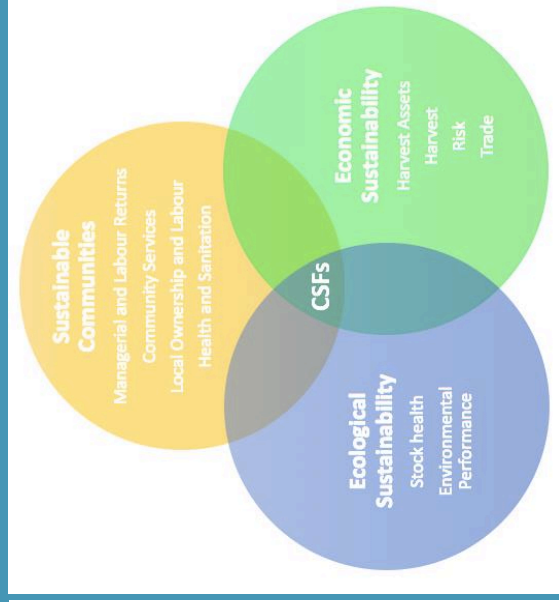 Sustainable
Communities
Managerial and Labour Returns
Community Services
Local Ownership and Labour
Health and Sanitation
CSFs
Ecological
Sustainability
Stock health
Environmental
Performance
Economic
Sustainability
Harvest Assets
Harvest
Risk
Trade